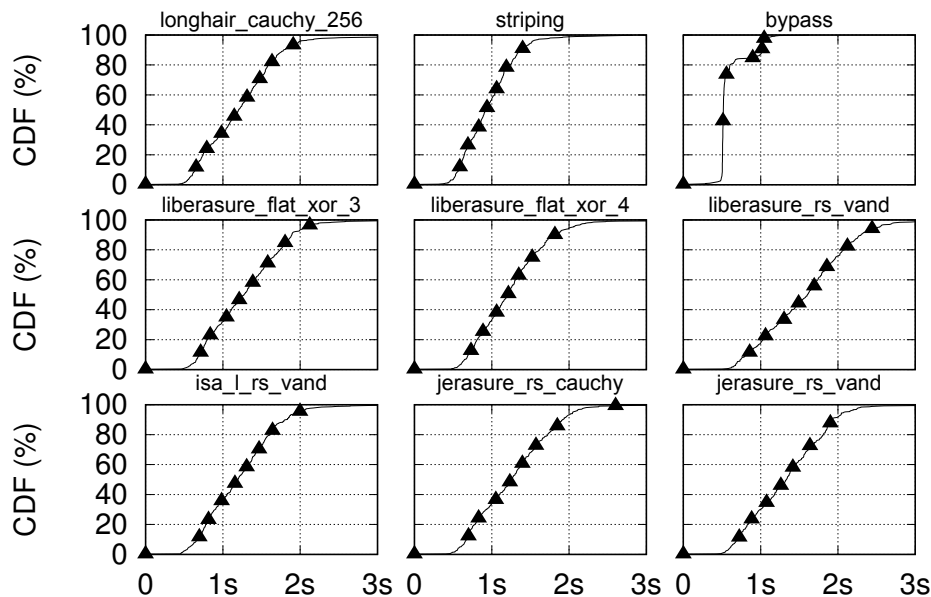 longhair_cauchy_256 striping bypass
CDF (%)
100
80
60
40
20
0
liberasure_flat_xor_3 liberasure_flat_xor_4 liberasure_rs_vand
CDF (%)
100
80
60
40
20
0
isa_l_rs_vand jerasure_rs_cauchy jerasure_rs_vand
CDF (%)
100
80
60
40
20
0
0 1s 2s 3s 0 1s 2s 3s 0 1s 2s 3s